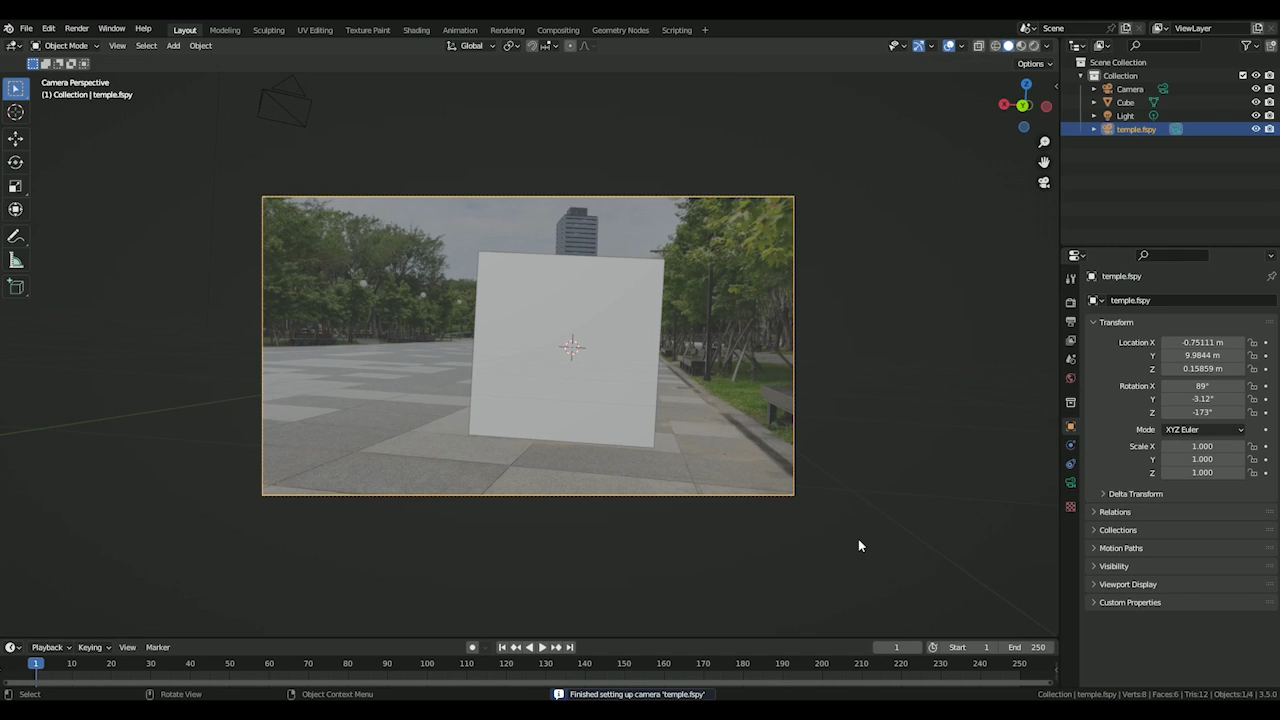 File Edit Render Window Help Layout Modeling Sculpting UV Editing Texture Paint Shading Animation Rendering Compositing Geometry Nodes Scripting + Scene ViewLayer
Object Mode View Select Add Object Global
Options
Camera Perspective
(1) Collection | temple.fspy
Z
X
Y
Scene Collection
Collection
Camera
Cube
Light
temple.fspy
temple.fspy
temple.fspy
Transform
Location X -0.75111 m
Y 9.9844 m
Z 0.15859 m
Rotation X 89°
Y -3.12°
Z -173°
Mode XYZ Euler
Scale X 1.000
Y 1.000
Z 1.000
Delta Transform
Relations
Collections
Motion Paths
Visibility
Viewport Display
Custom Properties
Playback Keying View Marker 1 Start 1 End 250
1 10 20 30 40 50 60 70 80 90 100 110 120 130 140 150 160 170 180 190 200 210 220 230 240 250
Select Rotate View Object Context Menu Finished setting up camera 'temple.fspy' Collection | temple.fspy | Verts:8 | Faces:6 | Tris:12 | Objects:1/4 | 3.5.0